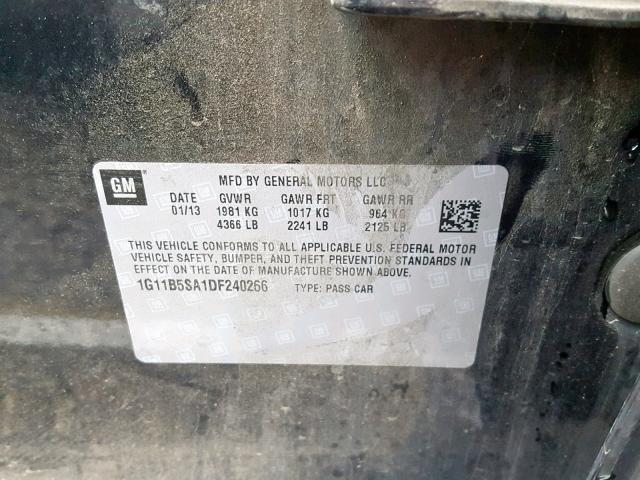 GM
MFD BY GENERAL MOTORS LLC
DATE GVWR GAWR FRT GAWR RR
01/13 1981 KG 1017 KG 964 KG
4366 LB 2241 LB 2125 LB
THIS VEHICLE CONFORMS TO ALL APPLICABLE U.S. FEDERAL MOTOR
VEHICLE SAFETY, BUMPER, AND THEFT PREVENTION STANDARDS IN
EFFECT ON THE DATE OF MANUFACTURE SHOWN ABOVE.
1G11B5SA1DF240266 TYPE: PASS CAR